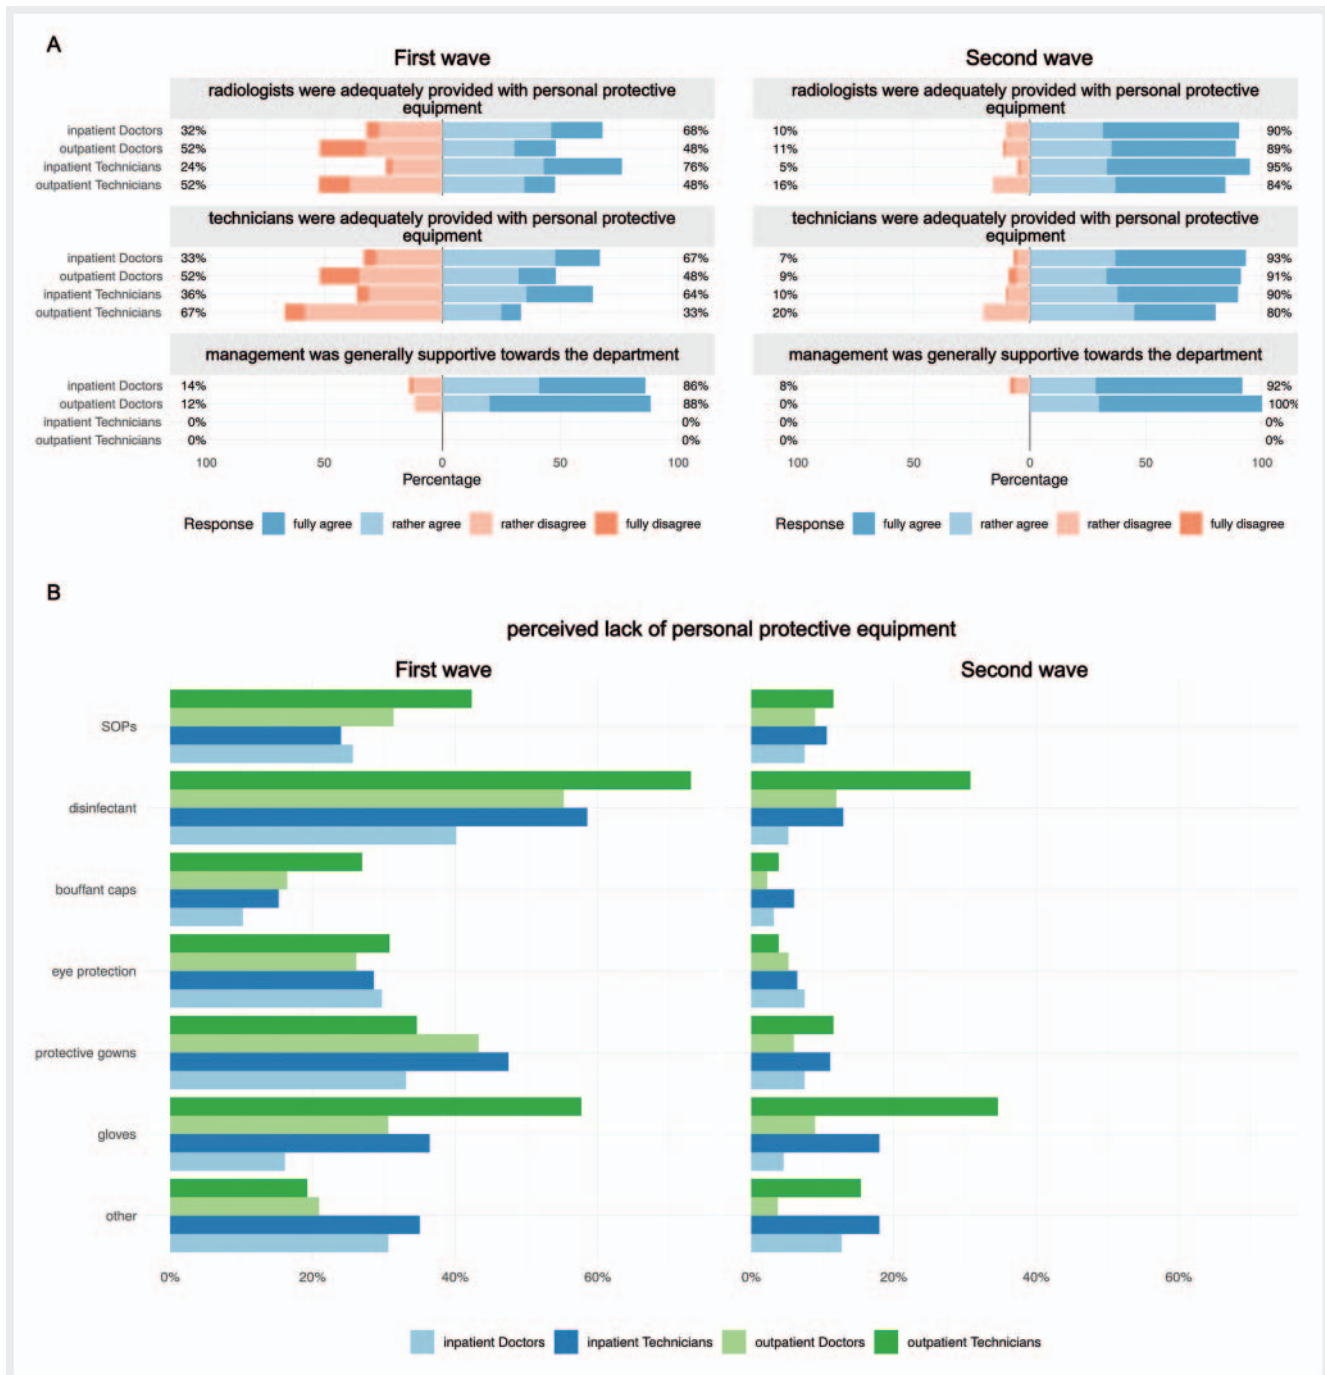 A
First wave
Second wave
radiologists were adequately provided with personal protective
equipment
radiologists were adequately provided with personal protective
equipment
inpatient Doctors 32% 68% 10% 90%
outpatient Doctors 52% 48% 11% 89%
inpatient Technicians 24% 76% 5% 95%
outpatient Technicians 52% 48% 16% 84%
technicians were adequately provided with personal protective
equipment
technicians were adequately provided with personal protective
equipment
inpatient Doctors 33% 67% 7% 93%
outpatient Doctors 52% 48% 9% 91%
inpatient Technicians 36% 64% 10% 90%
outpatient Technicians 67% 33% 20% 80%
management was generally supportive towards the department
management was generally supportive towards the department
inpatient Doctors 14% 86% 8% 92%
outpatient Doctors 12% 88% 0% 100%
inpatient Technicians 0% 0% 0% 0%
outpatient Technicians 0% 0% 0% 0%
100 50 0 50 100 100 50 0 50 100
Percentage Percentage
Response fully agree rather agree rather disagree fully disagree
Response fully agree rather agree rather disagree fully disagree
B
perceived lack of personal protective equipment
First wave
Second wave
SOPs
disinfectant
bouffant caps
eye protection
protective gowns
gloves
other
0% 20% 40% 60% 0% 20% 40% 60%
inpatient Doctors inpatient Technicians outpatient Doctors outpatient Technicians